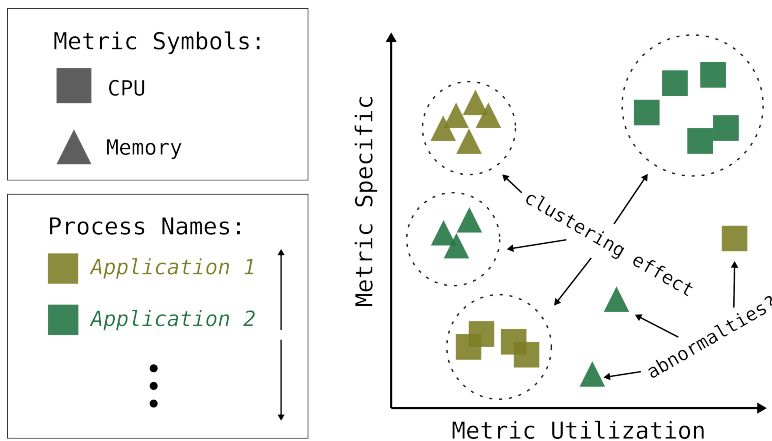 Metric Symbols:
CPU
Memory
Process Names:
Application 1
Application 2
Metric Specific
clustering effect
abnormalties?
Metric Utilization